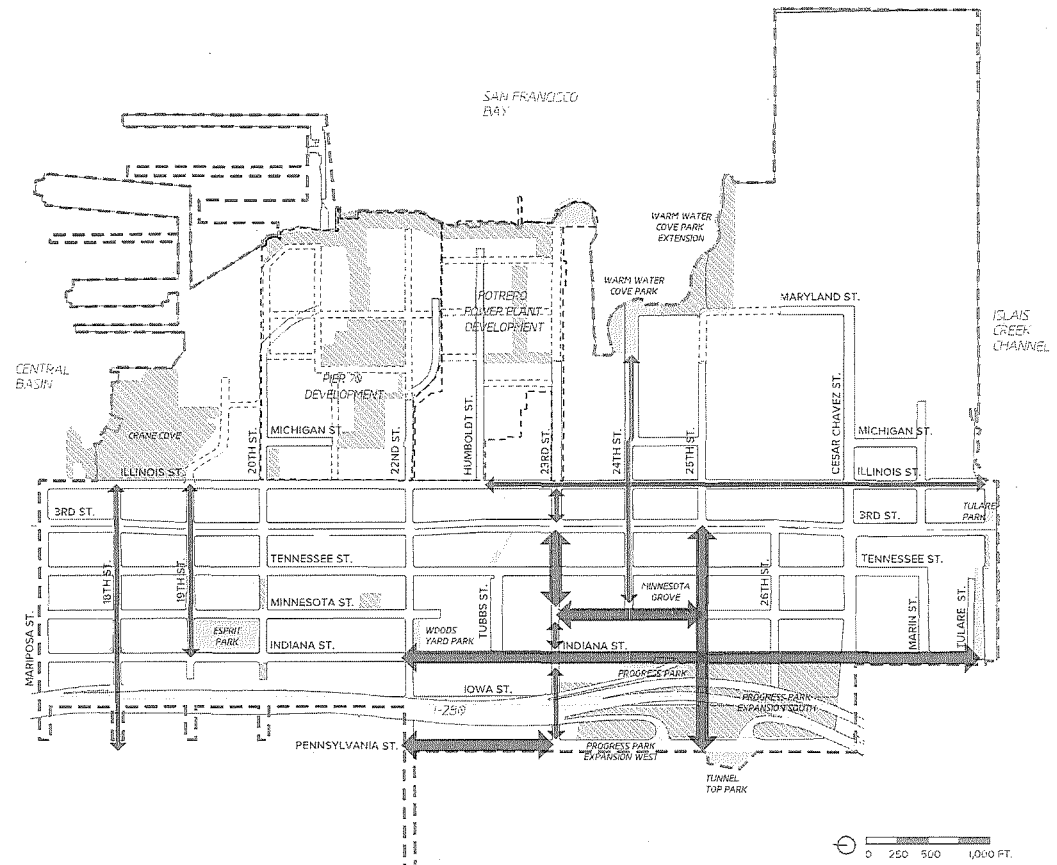 SAN FRANCISCO
BAY
WARM WATER
COVE PARK
EXTENSION
WARM WATER
COVE PARK
MARYLAND ST.
ISLAIS
CREEK
CHANNEL
POTRERO
POWER PLANT
DEVELOPMENT
CENTRAL
BASIN
PIER 70
DEVELOPMENT
CRANE COVE
MICHIGAN ST.
MICHIGAN ST.
20TH ST.
22ND ST.
HUMBOLDT ST.
23RD ST.
24TH ST.
25TH ST.
CESAR CHAVEZ ST.
ILLINOIS ST.
ILLINOIS ST.
3RD ST.
3RD ST.
TULARE
PARK
TENNESSEE ST.
TENNESSEE ST.
18TH ST.
19TH ST.
MINNESOTA ST.
MINNESOTA
GROVE
26TH ST.
MARIPOSA ST.
ESPRIT
PARK
INDIANA ST.
WOODS
YARD PARK
TUBBS ST.
INDIANA ST.
MARIN ST.
TULARE ST.
PROGRESS PARK
IOWA ST.
I-280
PROGRESS PARK
EXPANSION SOUTH
PENNSYLVANIA ST.
PROGRESS PARK
EXPANSION WEST
TUNNEL
TOP PARK
0 250 500 1,000 FT.